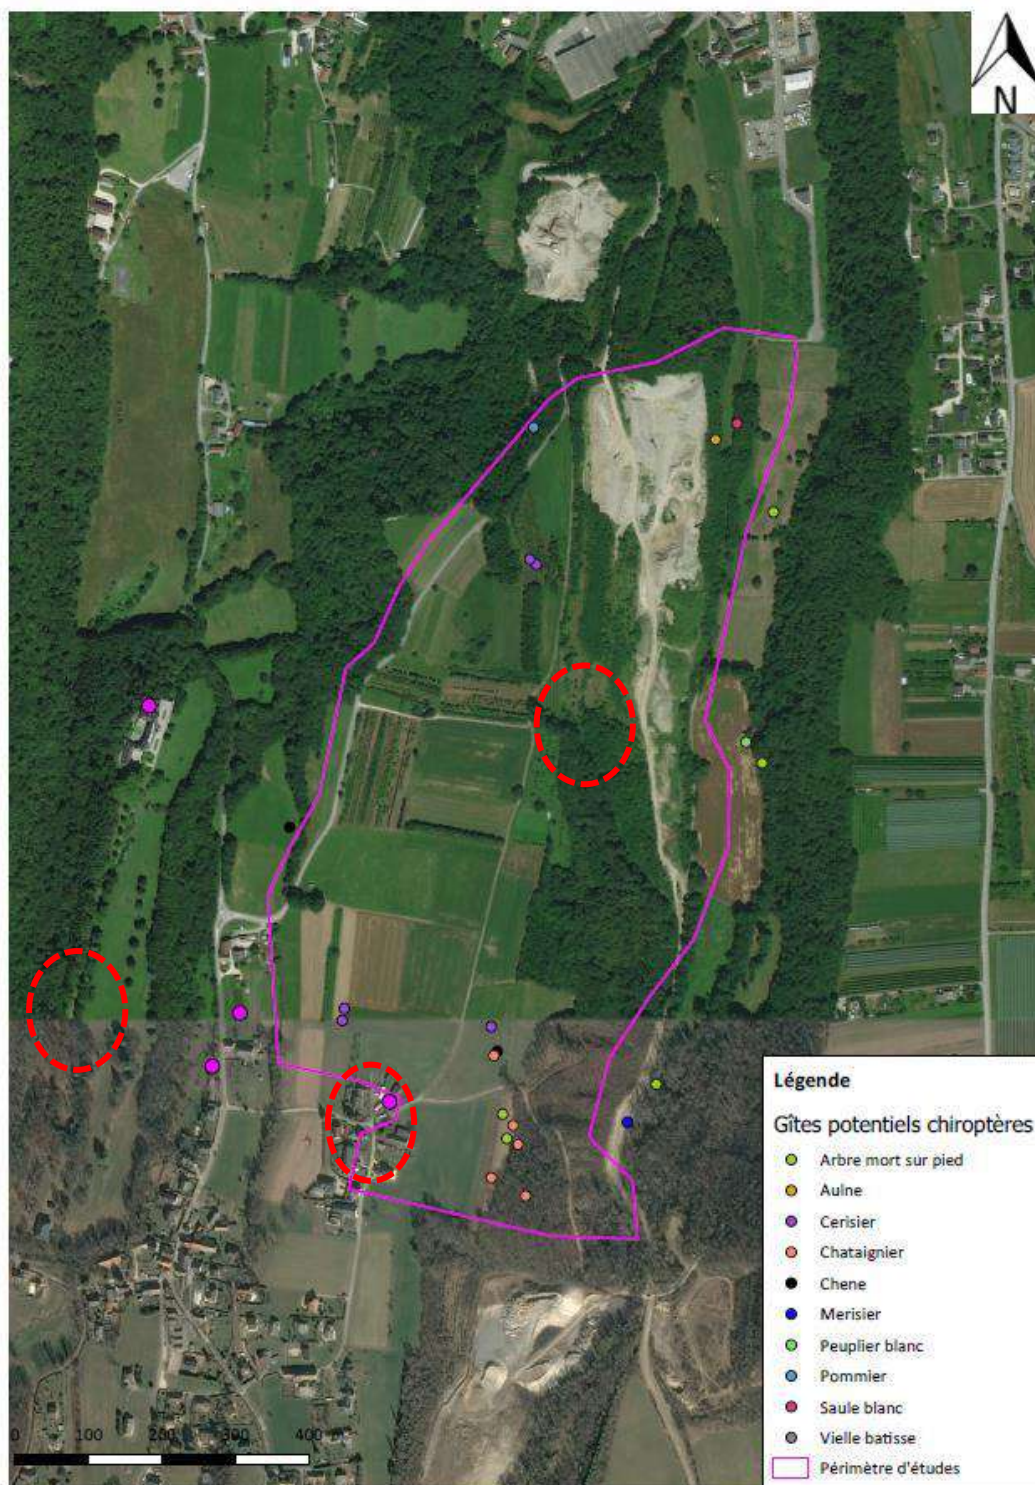 N
Légende
Gîtes potentiels chiroptères
Arbre mort sur pied
Aulne
Cerisier
Chataignier
Chene
Merisier
Peuplier blanc
Pommier
Saule blanc
Vielle batisse
Périmètre d'études
0 100 200 300 400